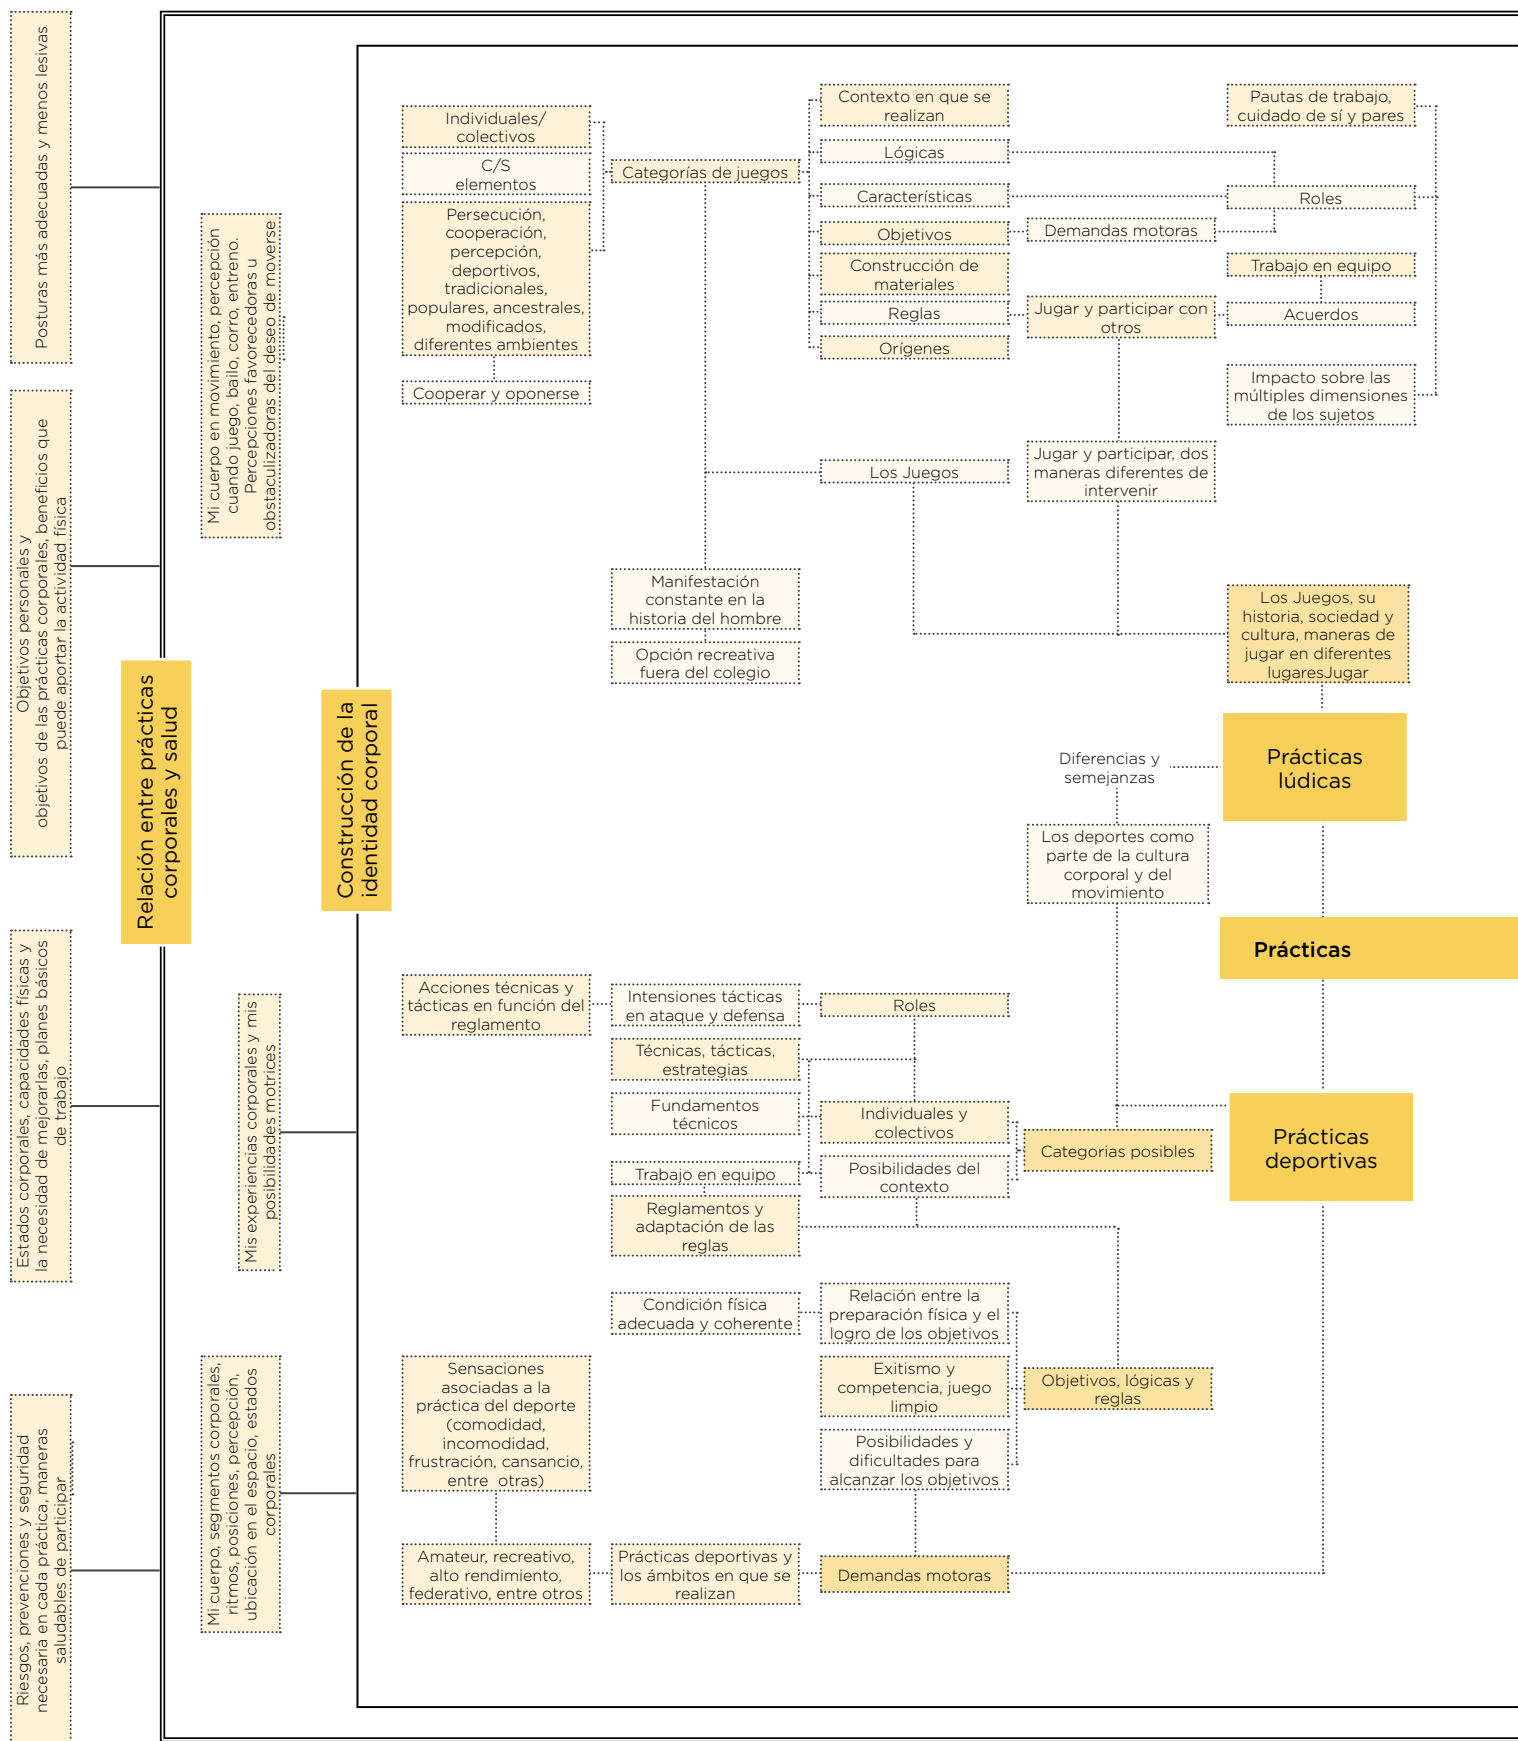 Posturas más adecuadas y menos lesivas
Objetivos personales y
objetivos de las prácticas corporales, beneficios que
puede aportar la actividad física
Estados corporales, capacidades físicas y
la necesidad de mejorarlas, planes básicos
de trabajo
Riesgos, prevenciones y seguridad
necesaria en cada práctica, maneras
saludables de participar
Relación entre prácticas
corporales y salud
Mi cuerpo en movimiento, percepción
cuando juego, bailo, corro, entreno.
Percepciones favorecedoras u
obstaculizadoras del deseo de moverse
Mis experiencias corporales y mis
posibilidades motrices
Mi cuerpo, segmentos corporales,
ritmos, posiciones, percepción,
ubicación en el espacio, estados
corporales
Construcción de la
identidad corporal
Individuales/
colectivos
C/S
elementos
Persecución,
cooperación,
percepción,
deportivos,
tradicionales,
populares, ancestrales,
modificados,
diferentes ambientes
Cooperar y oponerse
Categorías de juegos
Contexto en que se
realizan
Lógicas
Característícas
Objetivos
Construcción de
materiales
Reglas
Orígenes
Demandas motoras
Jugar y participar con
otros
Pautas de trabajo,
cuidado de sí y pares
Roles
Trabajo en equipo
Acuerdos
Impacto sobre las
múltiples dimensiones
de los sujetos
Los Juegos
Jugar y participar, dos
maneras diferentes de
intervenir
Manifestación
constante en la
historia del hombre
Opción recreativa
fuera del colegio
Los Juegos, su
historia, sociedad y
cultura, maneras de
jugar en diferentes
lugaresJugar
Prácticas
lúdicas
Diferencias y
semejanzas
Los deportes como
parte de la cultura
corporal y del
movimiento
Prácticas
Acciones técnicas y
tácticas en función del
reglamento
Intensiones tácticas
en ataque y defensa
Roles
Técnicas, tácticas,
estrategias
Fundamentos
técnicos
Individuales y
colectivos
Categorias posibles
Prácticas
deportivas
Trabajo en equipo
Posibilidades del
contexto
Reglamentos y
adaptación de las
reglas
Condición física
adecuada y coherente
Relación entre la
preparación física y el
logro de los objetivos
Exitismo y
competencia, juego
limpio
Objetivos, lógicas y
reglas
Posibilidades y
dificultades para
alcanzar los objetivos
Sensaciones
asociadas a la
práctica del deporte
(comodidad,
incomodidad,
frustración, cansancio,
entre otras)
Amateur, recreativo,
alto rendimiento,
federativo, entre otros
Prácticas deportivas y
los ámbitos en que se
realizan
Demandas motoras